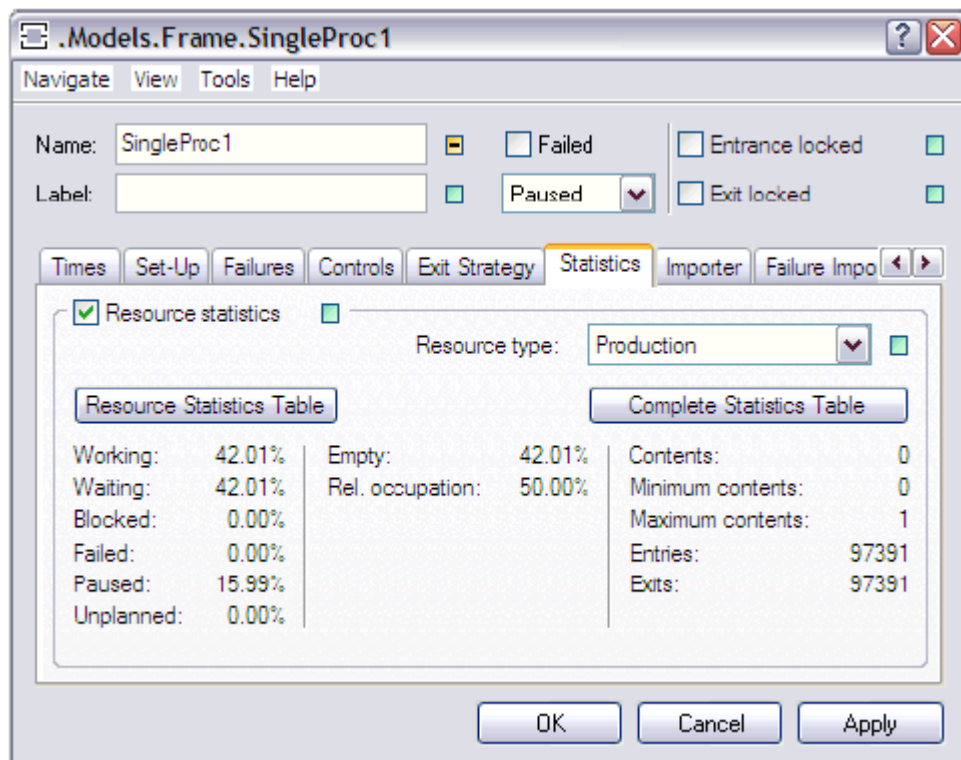 .Models.Frame.SingleProc1
Navigate View Tools Help
Name: SingleProc1 Failed Entrance locked
Label: Paused Exit locked
Times Set-Up Failures Controls Exit Strategy Statistics Importer Failure Impo
Resource statistics
Resource type: Production
Resource Statistics Table Complete Statistics Table
Working: 42.01% Empty: 42.01% Contents: 0
Waiting: 42.01% Rel. occupation: 50.00% Minimum contents: 0
Blocked: 0.00% Maximum contents: 1
Failed: 0.00% Entries: 97391
Paused: 15.99% Exits: 97391
Unplanned: 0.00%
OK Cancel Apply